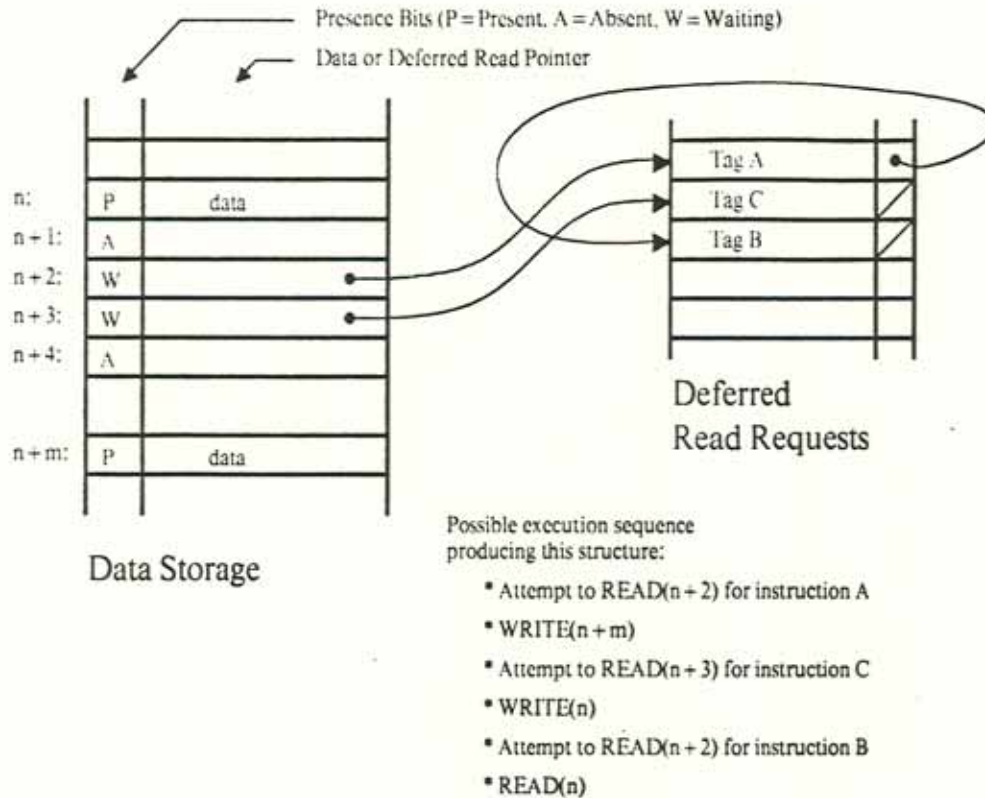 Presence Bits (P = Present, A = Absent, W = Waiting)
Data or Deferred Read Pointer
n: P data
n + 1: A
n + 2: W
n + 3: W
n + 4: A
n + m: P data
Data Storage
Tag A
Tag C
Tag B
Deferred
Read Requests
Possible execution sequence
producing this structure:
* Attempt to READ(n + 2) for instruction A
* WRITE(n + m)
* Attempt to READ(n + 3) for instruction C
* WRITE(n)
* Attempt to READ(n + 2) for instruction B
* READ(n)